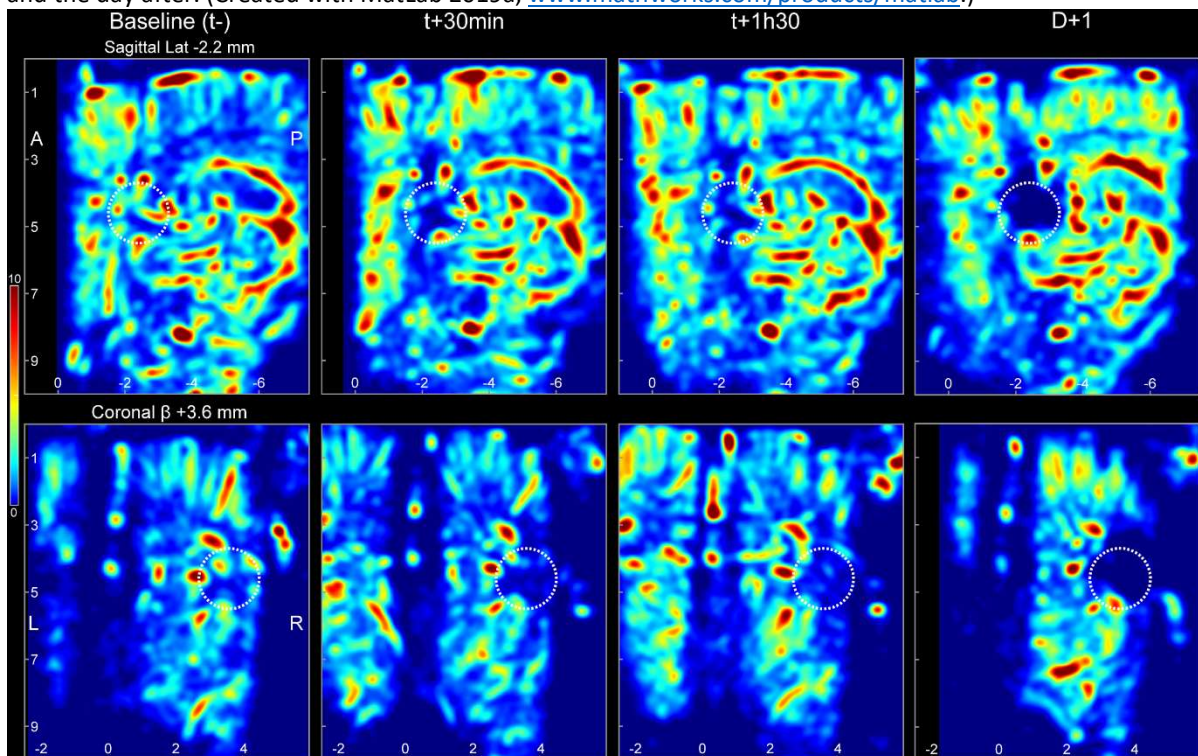 and the day after. (Created with MatLab 2019a, www.mathworks.com/products/matlab.)
Baseline (t-) t+30min t+1h30 D+1
Sagittal Lat -2.2 mm
A P
1
3
5
7
9
0 -2 -4 -6 0 -2 -4 -6 0 -2 -4 -6 0 -2 -4 -6
10
0
Coronal β +3.6 mm
1
3
5
L R
7
9
-2 0 2 4 -2 0 2 4 -2 0 2 4 -2 0 2 4